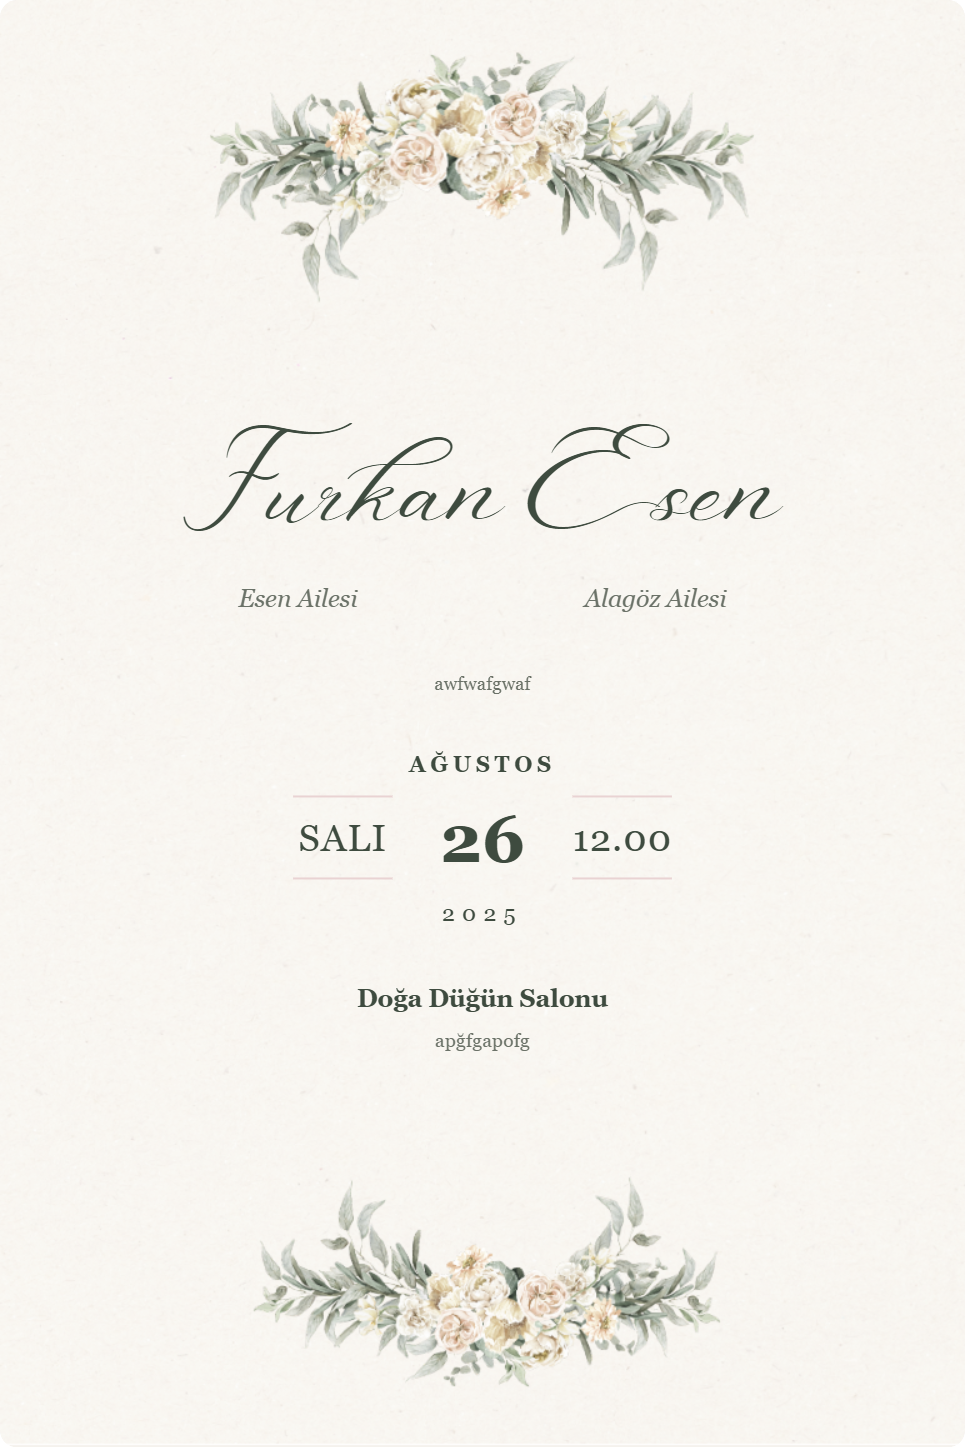 Furkan Esen
Esen Ailesi Alagöz Ailesi
awfwafgwaf
AĞUSTOS
SALI 26 12.00
2025
Doğa Düğün Salonu
apğfgapofg